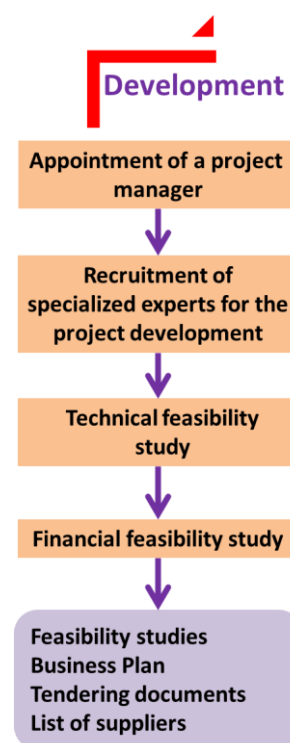 Development
Appointment of a project
manager
Recruitment of
specialized experts for the
project development
Technical feasibility
study
Financial feasibility study
Feasibility studies
Business Plan
Tendering documents
List of suppliers